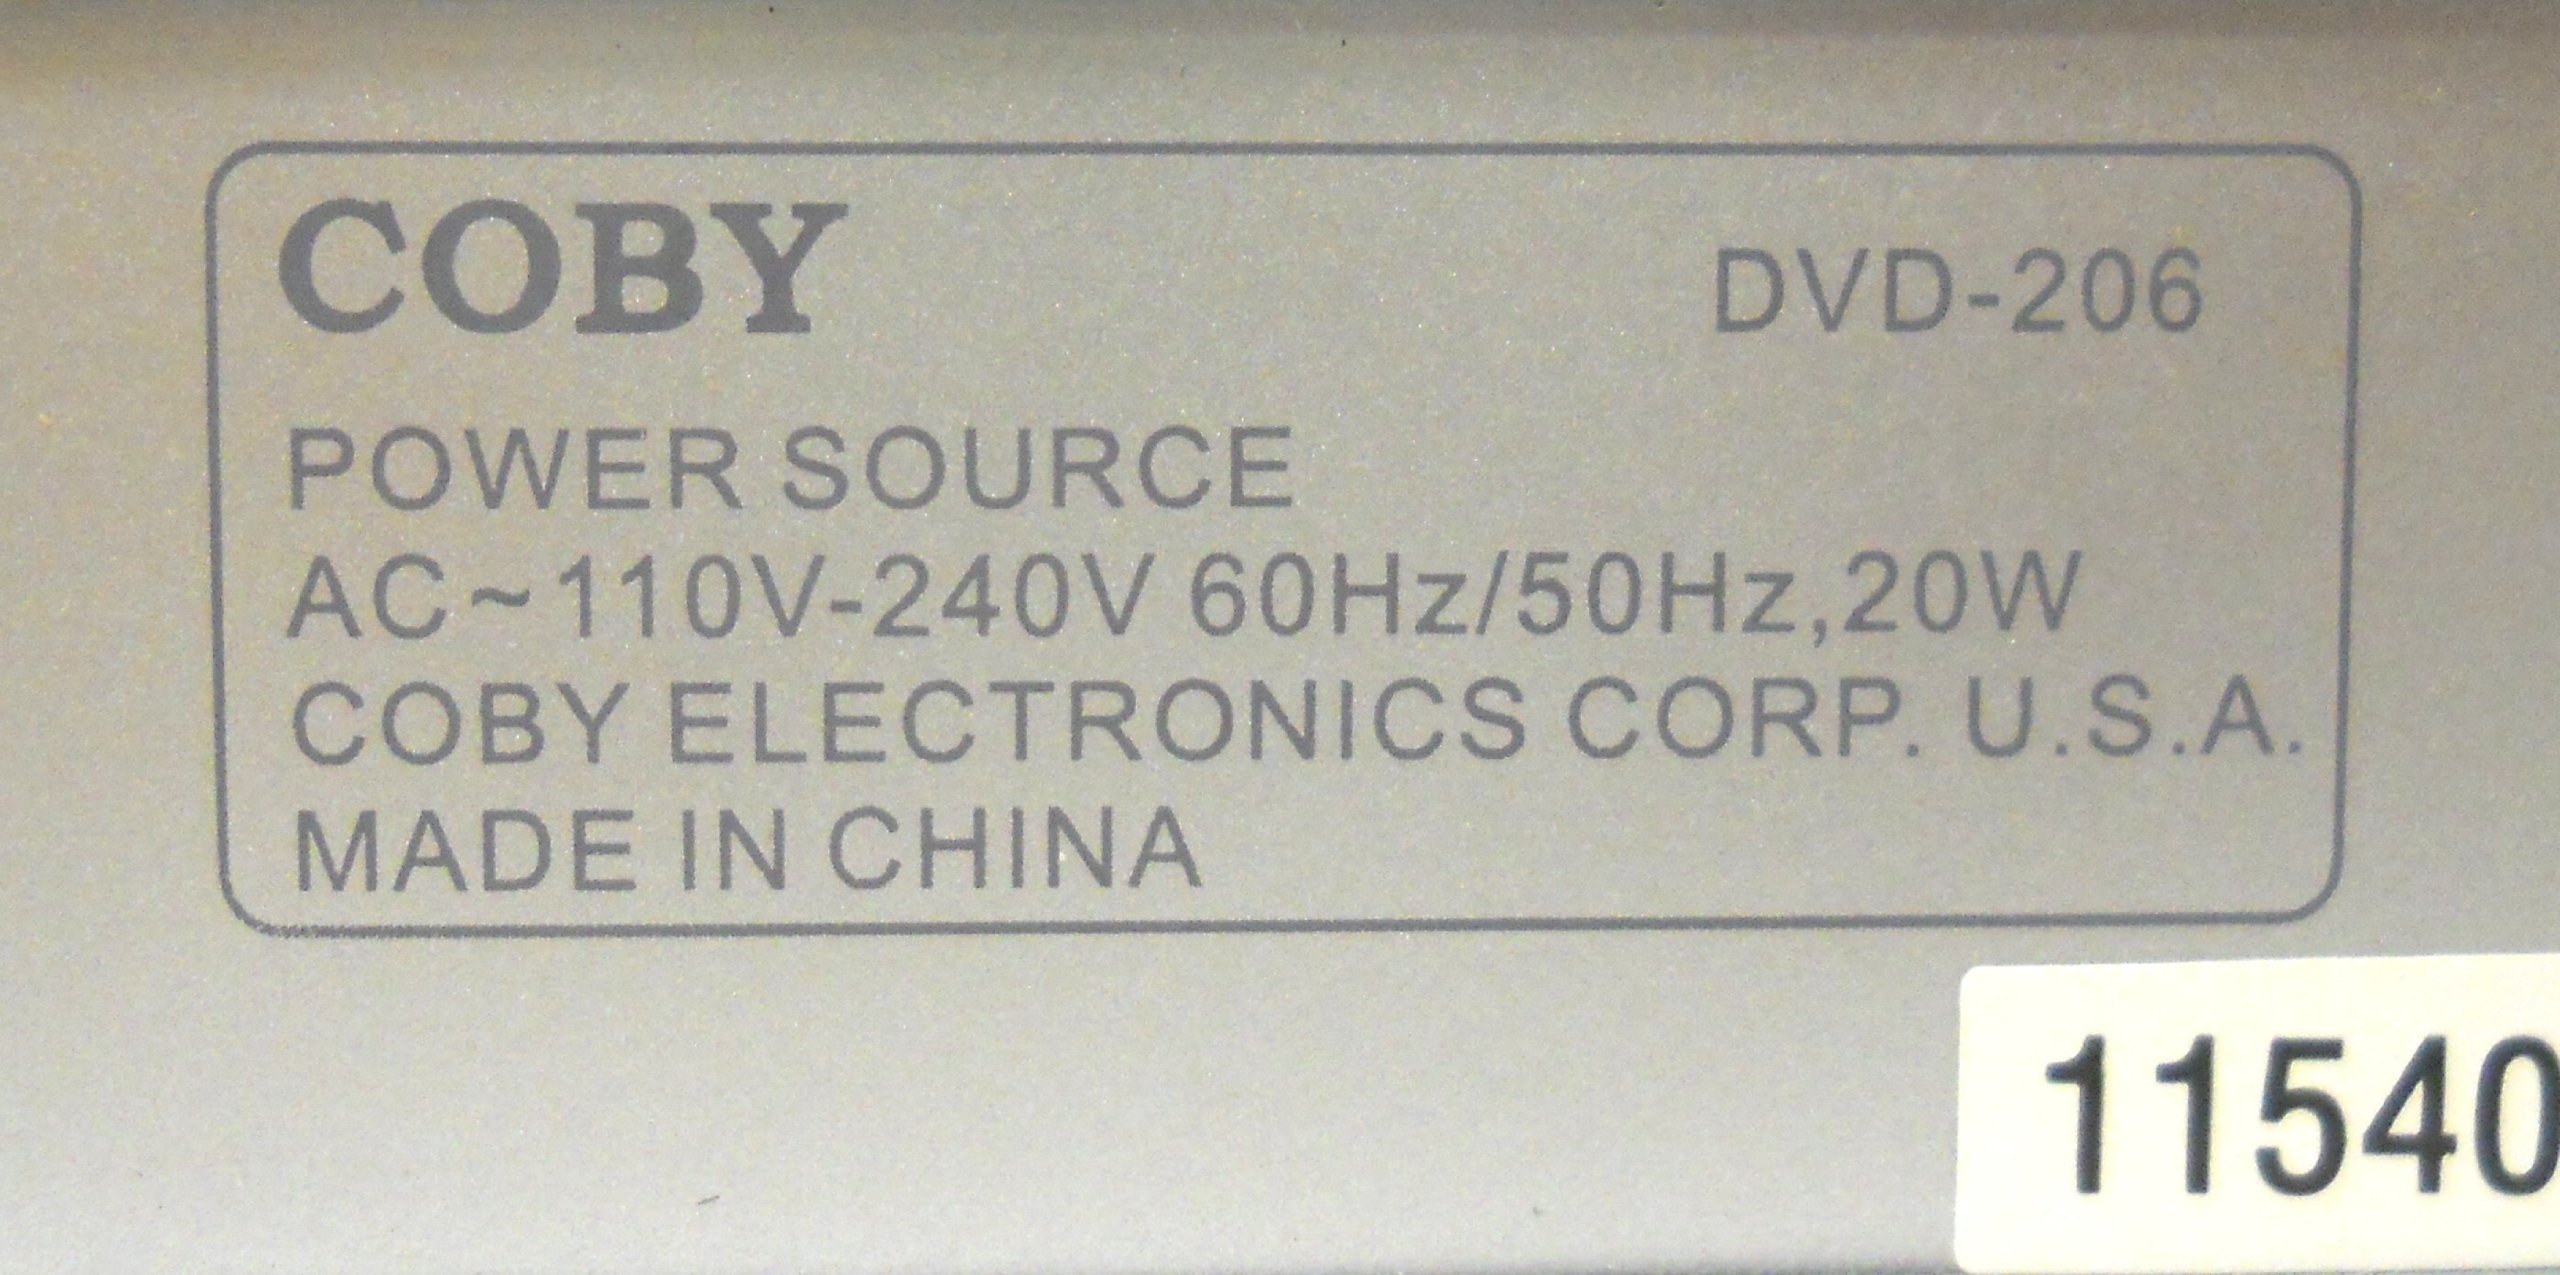 COBY DVD-206
POWER SOURCE
AC~110V-240V 60Hz/50Hz,20W
COBY ELECTRONICS CORP. U.S.A.
MADE IN CHINA
11540